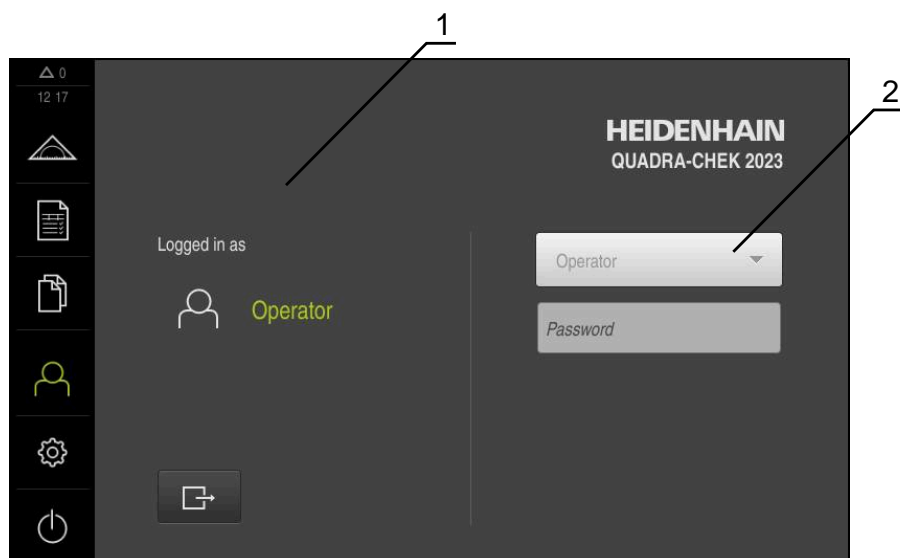 1
2
0
12 17
HEIDENHAIN
QUADRA-CHEK 2023
Logged in as
Operator
Operator
Password